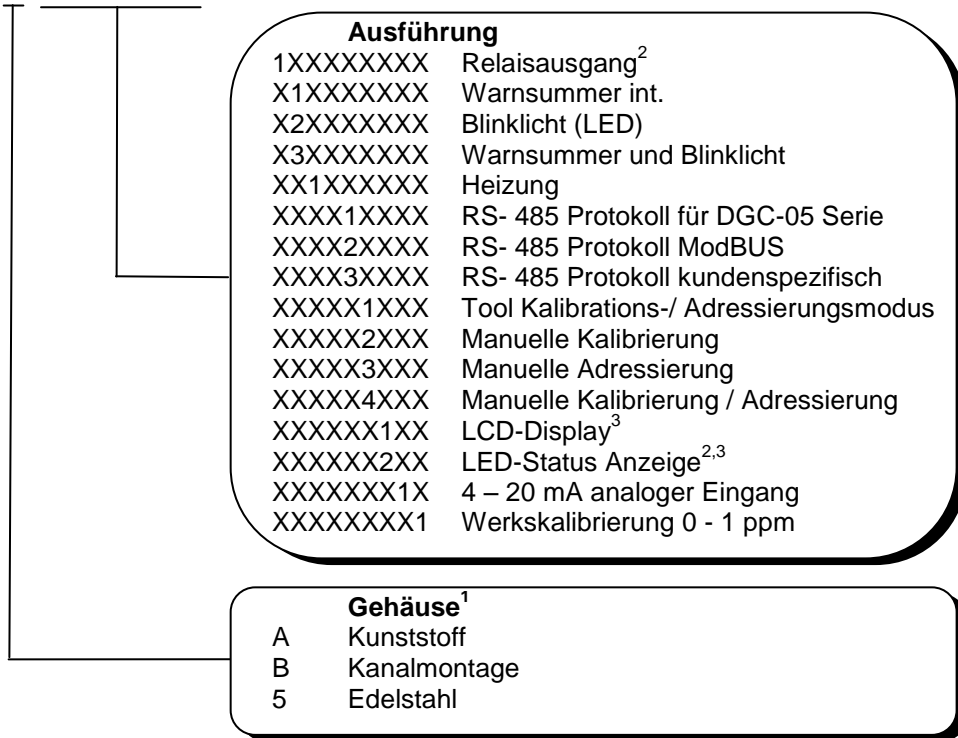 Ausführung
1XXXXXXXX Relaisausgang2
X1XXXXXXX Warnsummer int.
X2XXXXXXX Blinklicht (LED)
X3XXXXXXX Warnsummer und Blinklicht
XX1XXXXXX Heizung
XXXX1XXXX RS- 485 Protokoll für DGC-05 Serie
XXXX2XXXX RS- 485 Protokoll ModBUS
XXXX3XXXX RS- 485 Protokoll kundenspezifisch
XXXXX1XXX Tool Kalibrations-/ Adressierungsmodus
XXXXX2XXX Manuelle Kalibrierung
XXXXX3XXX Manuelle Adressierung
XXXXX4XXX Manuelle Kalibrierung / Adressierung
XXXXXX1XX LCD-Display3
XXXXXX2XX LED-Status Anzeige2,3
XXXXXXX1X 4 – 20 mA analoger Eingang
XXXXXXXX1 Werkskalibrierung 0 - 1 ppm
Gehäuse1
A Kunststoff
B Kanalmontage
5 Edelstahl